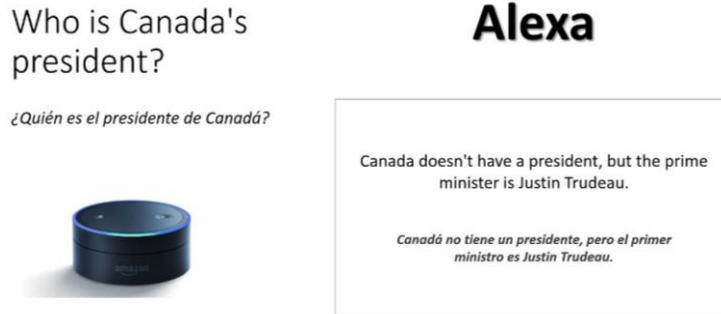 Who is Canada's
president?
¿Quién es el presidente de Canadá?
amazon
Alexa
Canada doesn't have a president, but the prime
minister is Justin Trudeau.
Canadá no tiene un presidente, pero el primer
ministro es Justin Trudeau.